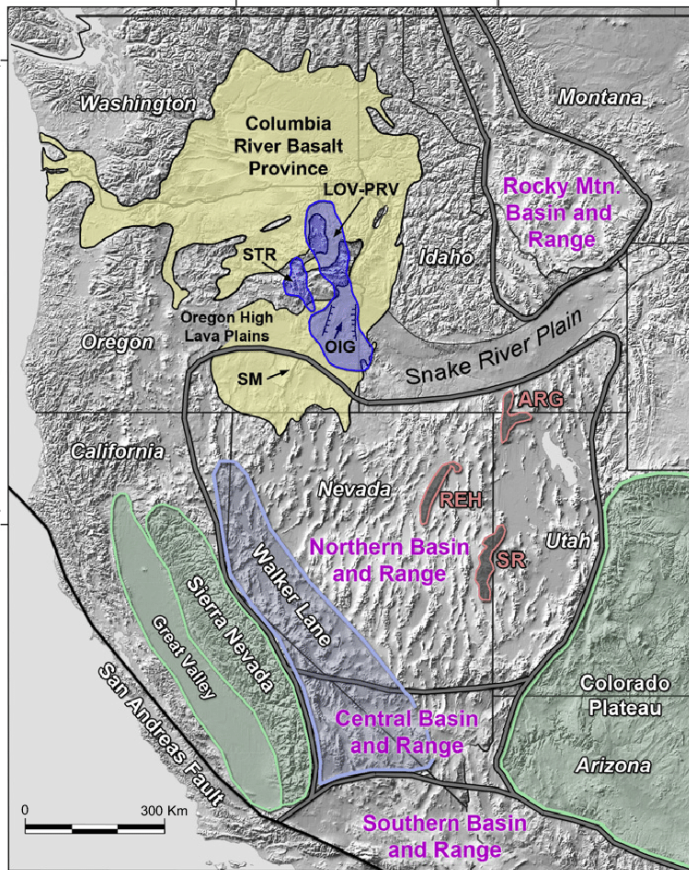 Washington
Montana
Columbia
River Basalt
Province
LOV-PRV
Rocky Mtn.
Basin and
Range
STR
Idaho
Oregon
Oregon High
Lava Plains
OIG
Snake River Plain
SM
ARG
California
Nevada
REH
Utah
Northern Basin
and Range
SR
Walker Lane
Sierra Nevada
Great Valley
San Andreas Fault
Colorado
Plateau
Central Basin
and Range
Arizona
0 300 Km
Southern Basin
and Range